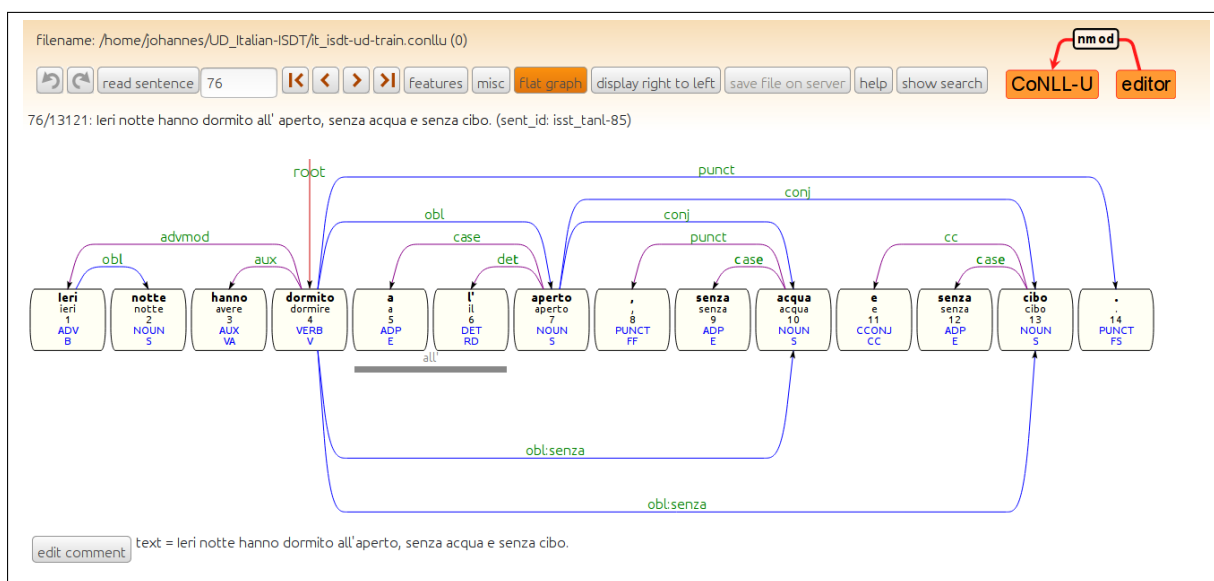 filename: /home/johannes/UD_Italian-ISDT/it_isdt-ud-train.conllu (0)
nmod
CoNLL-U editor
read sentence 76 features misc flat graph display right to left save file on server help show search
76/13121: Ieri notte hanno dormito all' aperto, senza acqua e senza cibo. (sent_id: isst_tanl-85)
root punct
conj
obl conj
advmod case punct cc
obl aux det case case
Ieri notte hanno dormito a l' aperto , senza acqua e senza cibo .
ieri notte avere dormire a il aperto , senza acqua e senza cibo .
1 2 3 4 5 6 7 8 9 10 11 12 13 14
ADV NOUN AUX VERB ADP DET NOUN PUNCT ADP NOUN CCONJ ADP NOUN PUNCT
B S VA V E RD S FF E S CC E S FS
all'
obl:senza
obl:senza
edit comment text = Ieri notte hanno dormito all'aperto, senza acqua e senza cibo.